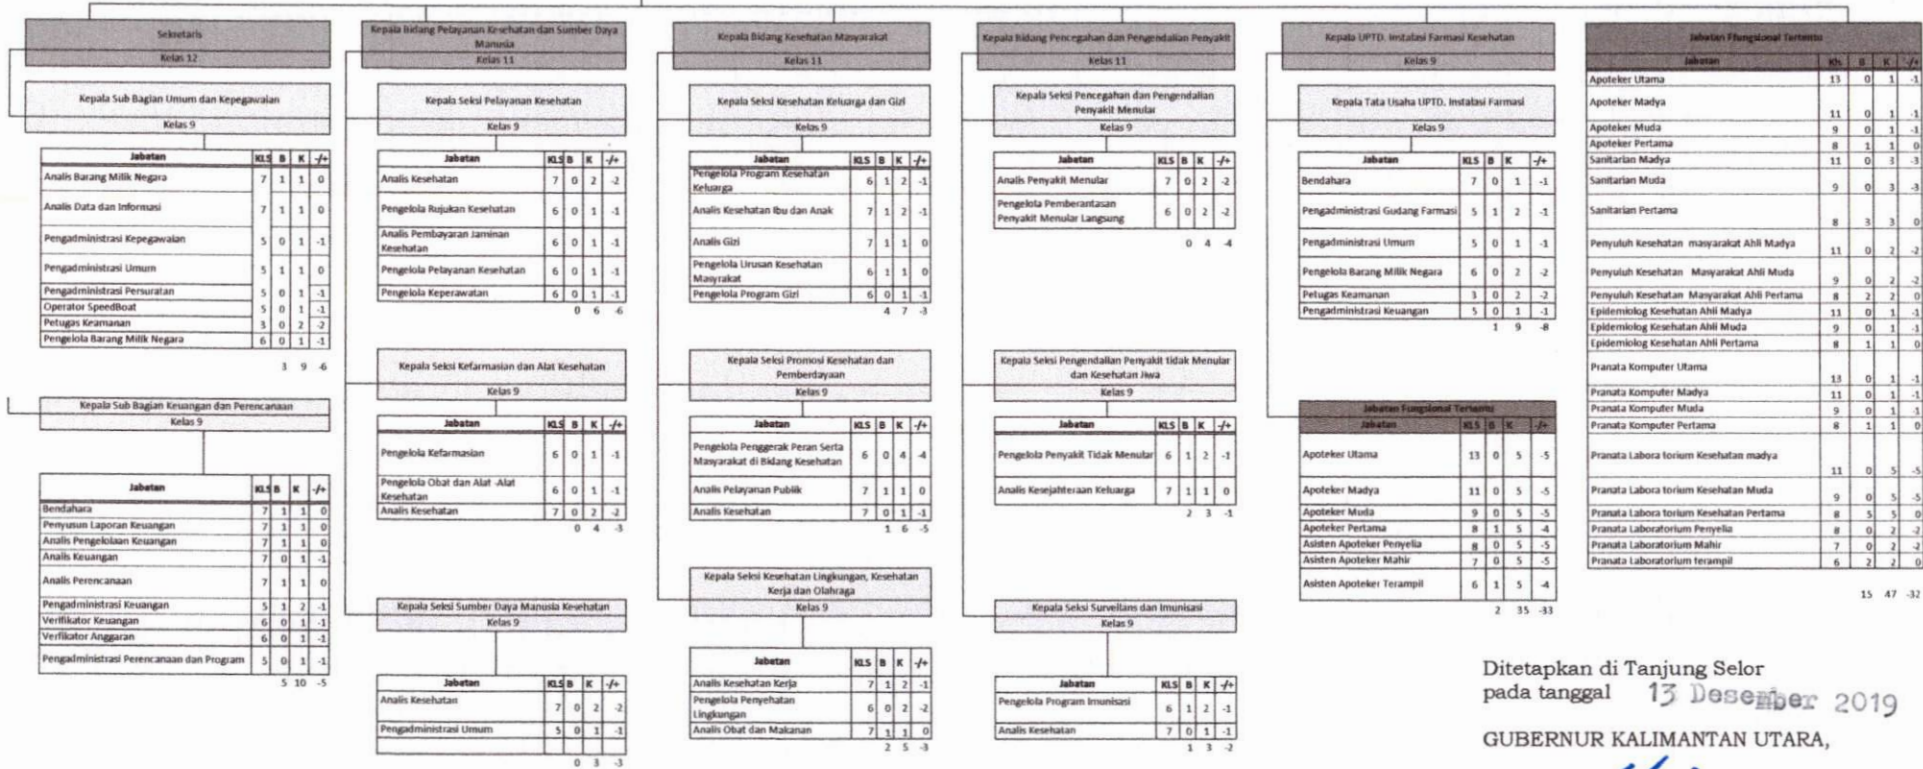 Sekretaris
Kelas 12
Kepala Sub Bagian Umum dan Kepegawaian
Kelas 9
Jabatan KLS B K -/+
Analis Barang Milik Negara 7 1 1 0
Analis Data dan Informasi 7 1 1 0
Pengadministrasi Kepegawaian 5 0 1 -1
Pengadministrasi Umum 5 1 1 0
Pengadministrasi Persuratan 5 0 1 -1
Operator SpeedBoat 5 0 1 -1
Petugas Keamanan 3 0 2 -2
Pengelola Barang Milik Negara 6 0 1 -1
3 9 -6
Kepala Sub Bagian Keuangan dan Perencanaan
Kelas 9
Jabatan KLS B K -/+
Bendahara 7 1 1 0
Penyusun Laporan Keuangan 7 1 1 0
Analis Pengelolaan Keuangan 7 1 1 0
Analis Keuangan 7 0 1 -1
Analis Perencanaan 7 1 1 0
Pengadministrasi Keuangan 5 1 2 -1
Verifikator Keuangan 6 0 1 -1
Verfikator Anggaran 6 0 1 -1
Pengadministrasi Perencanaan dan Program 5 0 1 -1
5 10 -5
Kepala Bidang Pelayanan Kesehatan dan Sumber Daya
Manusia
Kelas 11
Kepala Seksi Pelayanan Kesehatan
Kelas 9
Jabatan KLS B K -/+
Analis Kesehatan 7 0 2 -2
Pengelola Rujukan Kesehatan 6 0 1 -1
Analis Pembayaran Jaminan
Kesehatan 6 0 1 -1
Pengelola Pelayanan Kesehatan 6 0 1 -1
Pengelola Keperawatan 6 0 1 -1
0 6 -6
Kepala Seksi Kefarmasian dan Alat Kesehatan
Kelas 9
Jabatan KLS B K -/+
Pengelola Kefarmasian 6 0 1 -1
Pengelola Obat dan Alat -Alat
Kesehatan 6 0 1 -1
Analis Kesehatan 7 0 2 -2
0 4 -3
Kepala Seksi Sumber Daya Manusia Kesehatan
Kelas 9
Jabatan KLS B K -/+
Analis Kesehatan 7 0 2 -2
Pengadministrasi Umum 5 0 1 -1
0 3 -3
Kepala Bidang Kesehatan Masyarakat
Kelas 11
Kepala Seksi Kesehatan Keluarga dan Gizi
Kelas 9
Jabatan KLS B K -/+
Pengelola Program Kesehatan
Keluarga 6 1 2 -1
Analis Kesehatan Ibu dan Anak 7 1 2 -1
Analis Gizi 7 1 1 0
Pengelola Urusan Kesehatan
Masyrakat 6 1 1 0
Pengelola Program Gizi 6 0 1 -1
4 7 -3
Kepala Seksi Promosi Kesehatan dan
Pemberdayaan
Kelas 9
Jabatan KLS B K -/+
Pengelola Penggerak Peran Serta
Masyarakat di Bidang Kesehatan 6 0 4 -4
Analis Pelayanan Publik 7 1 1 0
Analis Kesehatan 7 0 1 -1
1 6 -5
Kepala Seksi Kesehatan Lingkungan, Kesehatan
Kerja dan Olahraga
Kelas 9
Jabatan KLS B K -/+
Analis Kesehatan Kerja 7 1 2 -1
Pengelola Penyehatan
Lingkungan 6 0 2 -2
Analis Obat dan Makanan 7 1 1 0
2 5 -3
Kepala Bidang Pencegahan dan Pengendalian Penyakit
Kelas 11
Kepala Seksi Pencegahan dan Pengendalian
Penyakit Menular
Kelas 9
Jabatan KLS B K -/+
Analis Penyakit Menular 7 0 2 -2
Pengelola Pemberantasan
Penyakit Menular Langsung 6 0 2 -2
0 4 -4
Kepala Seksi Pengendalian Penyakit tidak Menular
dan Kesehatan Jiwa
Kelas 9
Jabatan KLS B K -/+
Pengelola Penyakit Tidak Menular 6 1 2 -1
Analis Kesejahteraan Keluarga 7 1 1 0
2 3 -1
Kepala Seksi Surveilans dan Imunisasi
Kelas 9
Jabatan KLS B K -/+
Pengelola Program Imunisasi 6 1 2 -1
Analis Kesehatan 7 0 1 -1
1 3 -2
Kepala UPTD. Instalasi Farmasi Kesehatan
Kelas 9
Kepala Tata Usaha UPTD. Instalasi Farmasi
Kelas 9
Jabatan KLS B K -/+
Bendahara 7 0 1 -1
Pengadministrasi Gudang Farmasi 5 1 2 -1
Pengadministrasi Umum 5 0 1 -1
Pengelola Barang Milik Negara 6 0 2 -2
Petugas Keamanan 3 0 2 -2
Pengadministrasi Keuangan 5 0 1 -1
1 9 -8
Jabatan Fungsional Tertentu
Jabatan KLS B K -/+
Apoteker Utama 13 0 5 -5
Apoteker Madya 11 0 5 -5
Apoteker Muda 9 0 5 -5
Apoteker Pertama 8 1 5 -4
Asisten Apoteker Penyelia 8 0 5 -5
Asisten Apoteker Mahir 7 0 5 -5
Asisten Apoteker Terampil 6 1 5 -4
2 35 -33
Jabatan Ffungsional Tertentu
Jabatan Kls B K -/+
Apoteker Utama 13 0 1 -1
Apoteker Madya 11 0 1 -1
Apoteker Muda 9 0 1 -1
Apoteker Pertama 8 1 1 0
Sanitarian Madya 11 0 3 -3
Sanitarian Muda 9 0 3 -3
Sanitarian Pertama 8 3 3 0
Penyuluh Kesehatan masyarakat Ahli Madya 11 0 2 -2
Penyuluh Kesehatan Masyarakat Ahli Muda 9 0 2 -2
Penyuluh Kesehatan Masyarakat Ahli Pertama 8 2 2 0
Epidemiolog Kesehatan Ahli Madya 11 0 1 -1
Epidemiolog Kesehatan Ahli Muda 9 0 1 -1
Epidemiolog Kesehatan Ahli Pertama 8 1 1 0
Pranata Komputer Utama 13 0 1 -1
Pranata Komputer Madya 11 0 1 -1
Pranata Komputer Muda 9 0 1 -1
Pranata Komputer Pertama 8 1 1 0
Pranata Labora torium Kesehatan madya 11 0 5 -5
Pranata Labora torium Kesehatan Muda 9 0 5 -5
Pranata Labora torium Kesehatan Pertama 8 5 5 0
Pranata Laboratorium Penyelia 8 0 2 -2
Pranata Laboratorium Mahir 7 0 2 -2
Pranata Laboratorium terampil 6 2 2 0
15 47 -32
Ditetapkan di Tanjung Selor
pada tanggal 13 Desember 2019
GUBERNUR KALIMANTAN UTARA,